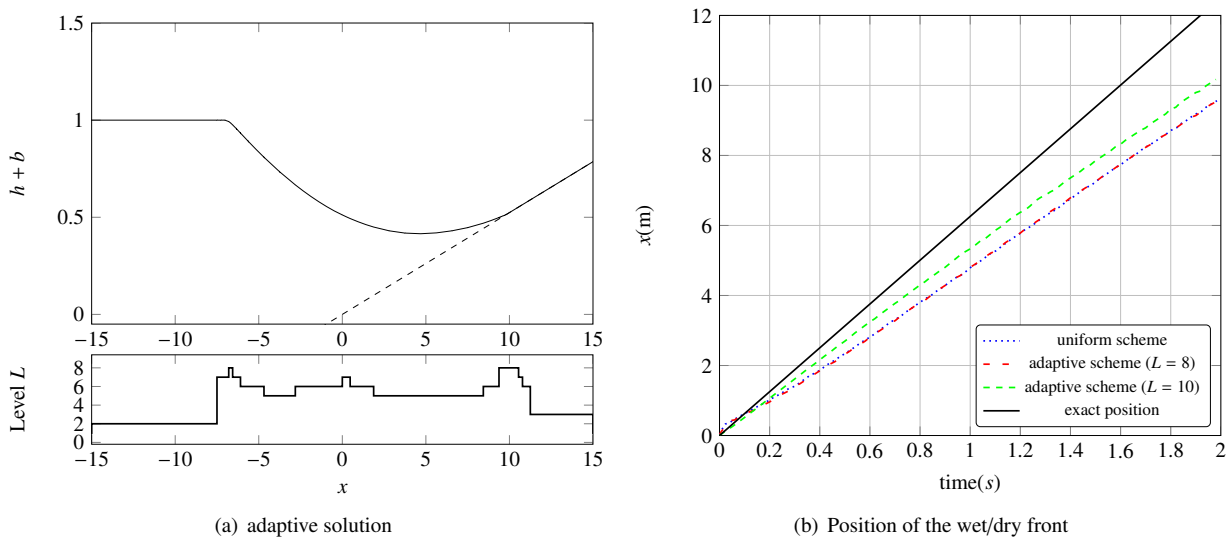 1.5
1
0.5
0
h + b
−15 −10 −5 0 5 10 15
8
6
4
2
0
Level L
−15 −10 −5 0 5 10 15
x
(a) adaptive solution
12
10
8
6
4
2
0
x(m)
uniform scheme
adaptive scheme (L = 8)
adaptive scheme (L = 10)
exact position
0 0.2 0.4 0.6 0.8 1 1.2 1.4 1.6 1.8 2
time(s)
(b) Position of the wet/dry front